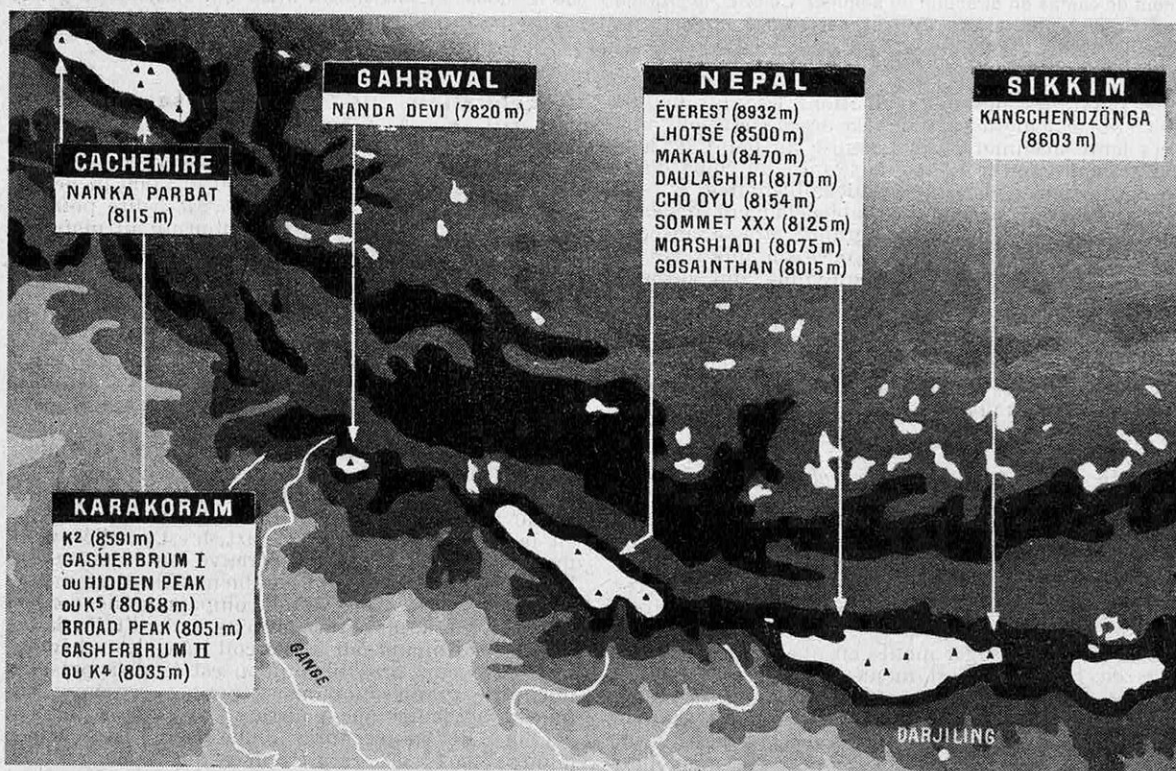 CACHEMIRE
NANKA PARBAT
(8115 m)
GAHRWAL
NANDA DEVI (7820 m)
NEPAL
ÉVEREST (8932 m)
LHOTSÉ (8500 m)
MAKALU (8470 m)
DAULAGHIRI (8170 m)
CHO OYU (8154 m)
SOMMET XXX (8125 m)
MORSHIADI (8075 m)
GOSAINTHAN (8015 m)
SIKKIM
KANGCHENDZÖNGA
(8603 m)
KARAKORAM
K² (8591 m)
GASHERBRUM I
OU HIDDEN PEAK
OU K⁵ (8068 m)
BROAD PEAK (8051 m)
GASHERBRUM II
OU K⁴ (8035 m)
GANGE
DARJILING